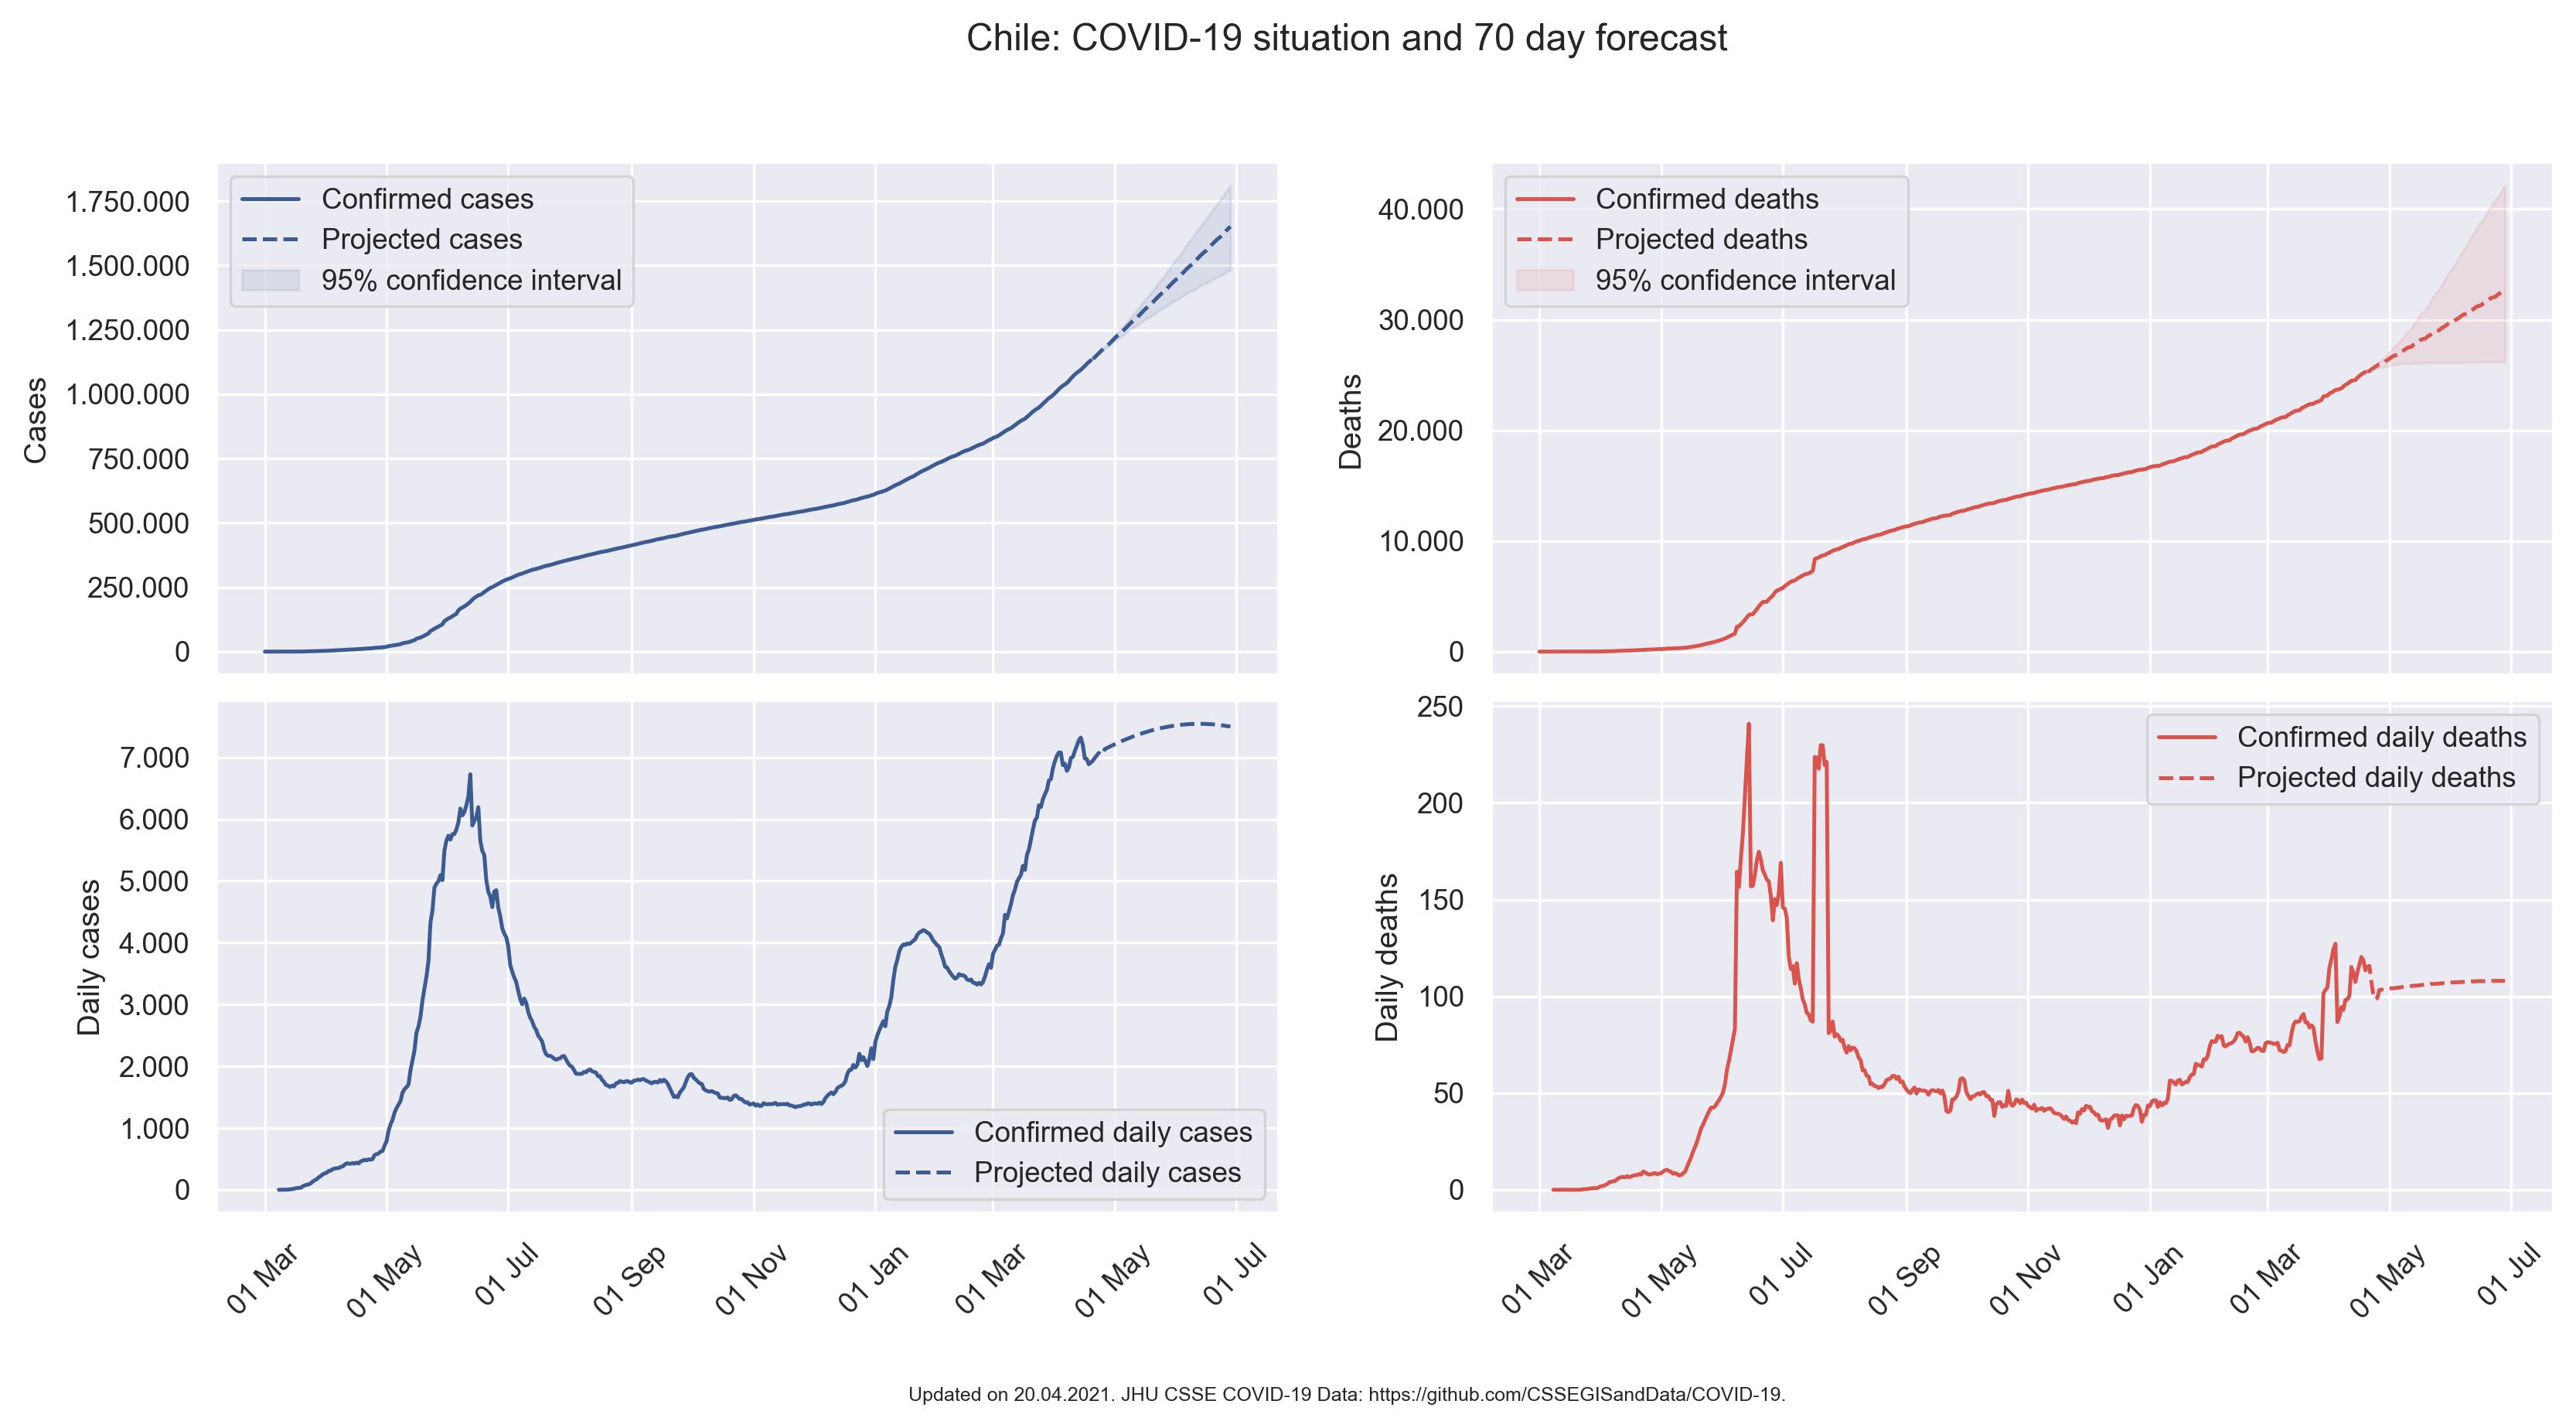 Chile: COVID-19 situation and 70 day forecast
Cases
1.750.000
1.500.000
1.250.000
1.000.000
750.000
500.000
250.000
0
Confirmed cases
Projected cases
95% confidence interval
Deaths
40.000
30.000
20.000
10.000
0
Confirmed deaths
Projected deaths
95% confidence interval
Daily cases
7.000
6.000
5.000
4.000
3.000
2.000
1.000
0
Confirmed daily cases
Projected daily cases
01 Mar
01 May
01 Jul
01 Sep
01 Nov
01 Jan
01 Mar
01 May
01 Jul
Daily deaths
250
200
150
100
50
0
Confirmed daily deaths
Projected daily deaths
01 Mar
01 May
01 Jul
01 Sep
01 Nov
01 Jan
01 Mar
01 May
01 Jul
Updated on 20.04.2021. JHU CSSE COVID-19 Data: https://github.com/CSSEGISandData/COVID-19.